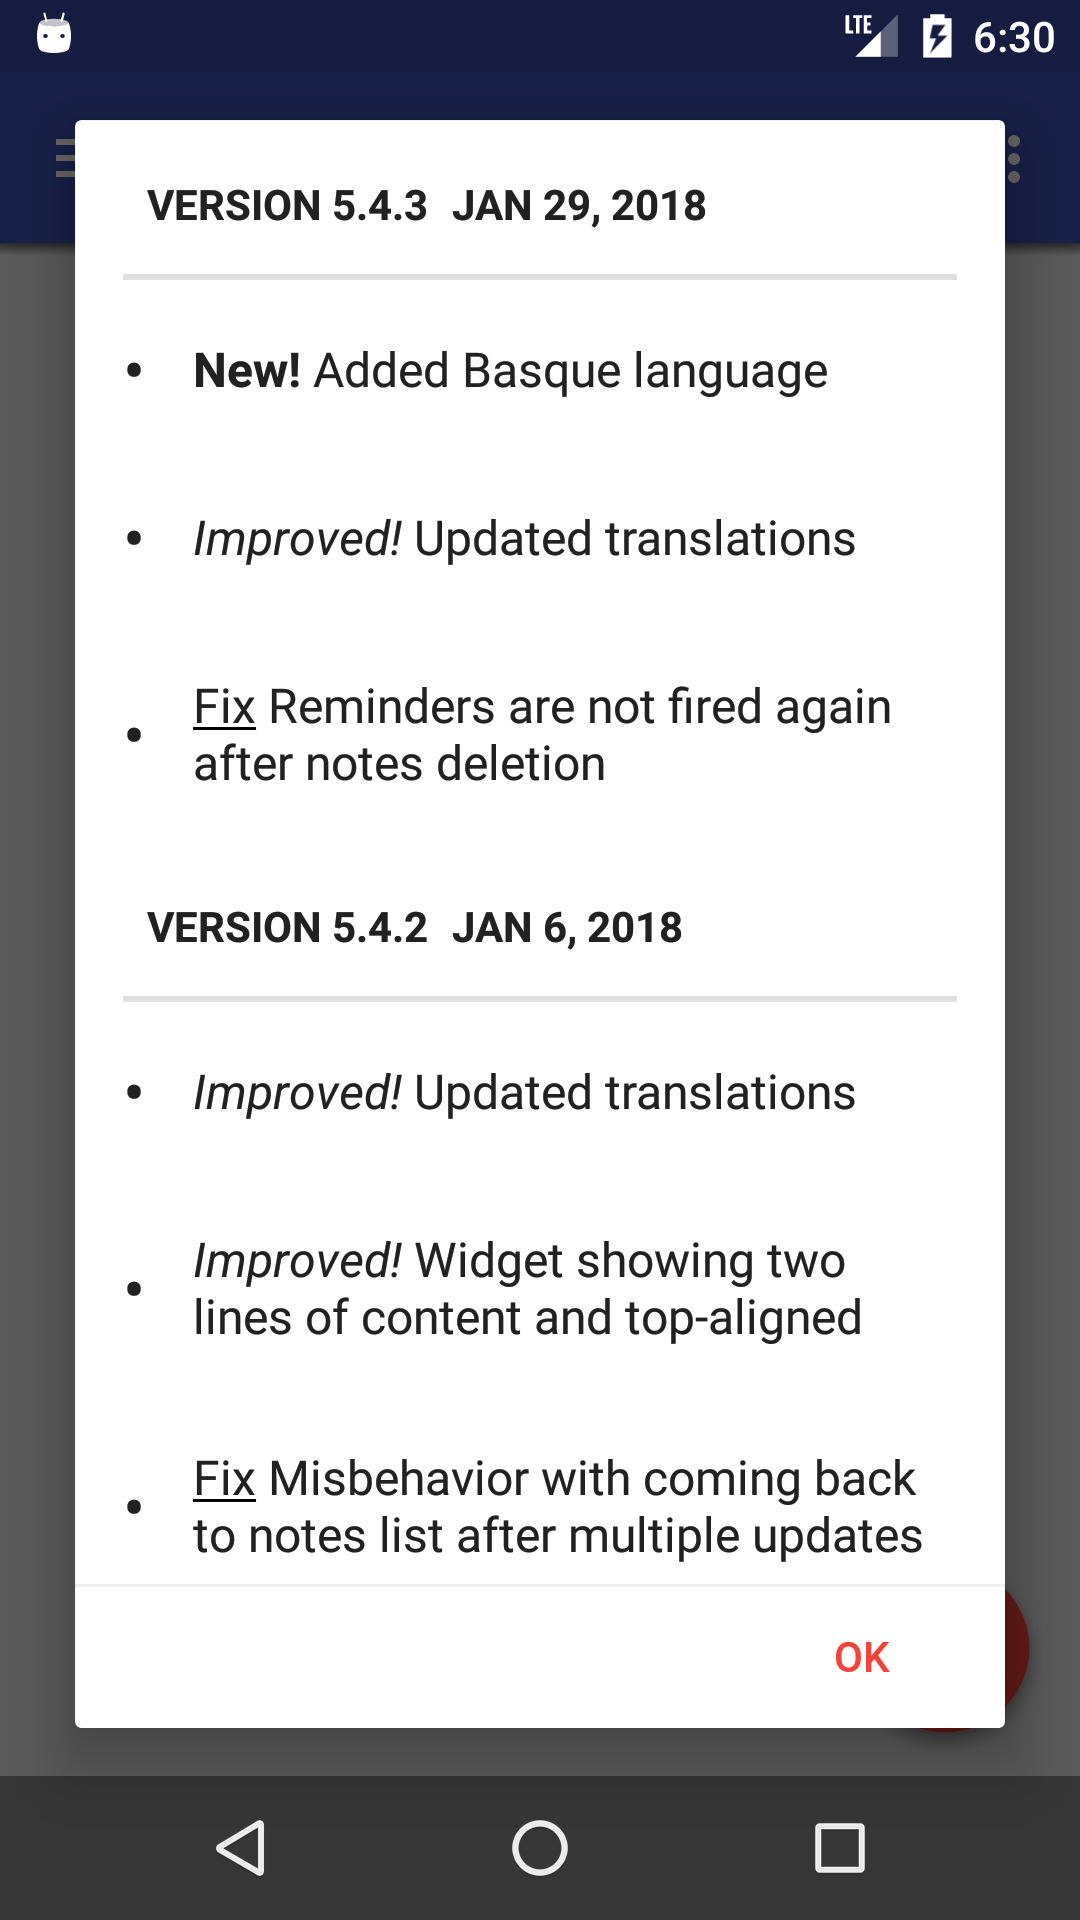 LTE 6:30
VERSION 5.4.3 JAN 29, 2018
• New! Added Basque language
• Improved! Updated translations
• Fix Reminders are not fired again
after notes deletion
VERSION 5.4.2 JAN 6, 2018
• Improved! Updated translations
• Improved! Widget showing two
lines of content and top-aligned
• Fix Misbehavior with coming back
to notes list after multiple updates
OK